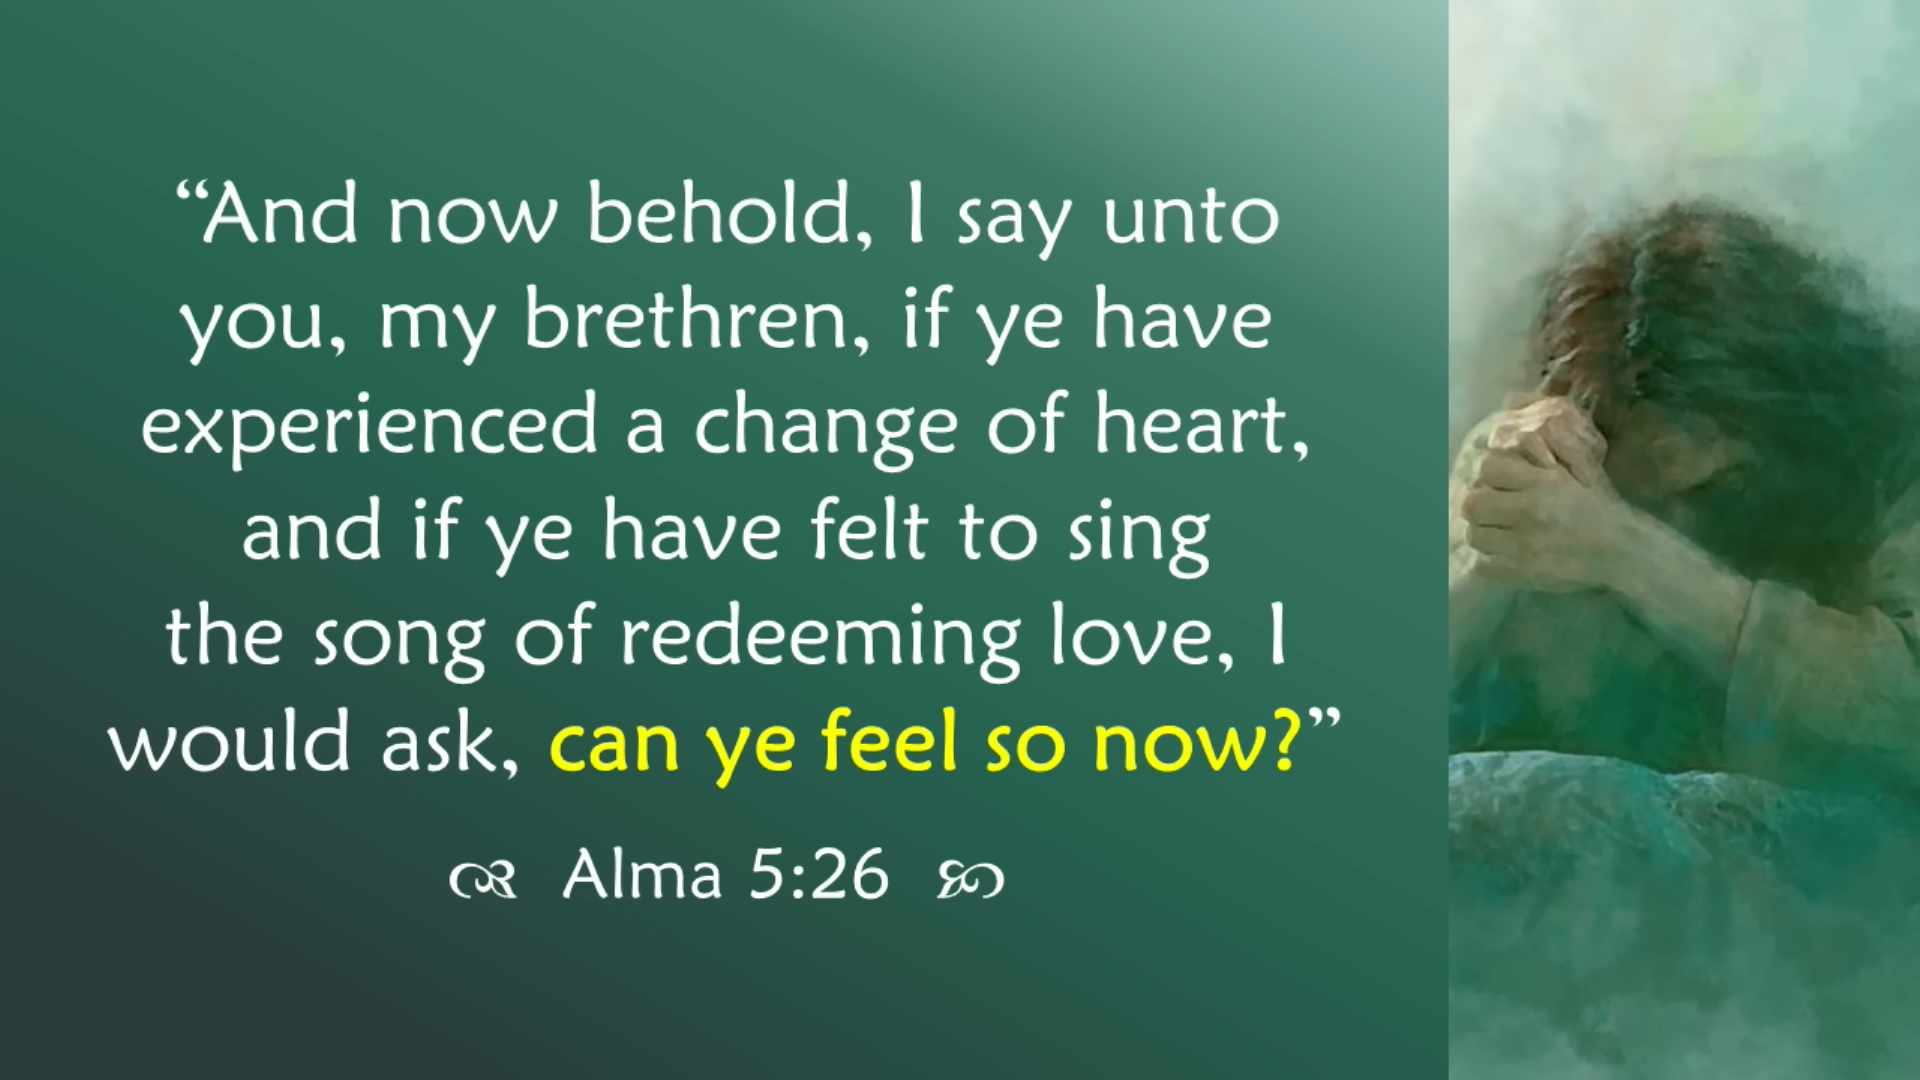 “And now behold, I say unto
you, my brethren, if ye have
experienced a change of heart,
and if ye have felt to sing
the song of redeeming love, I
would ask, can ye feel so now?”
Alma 5:26